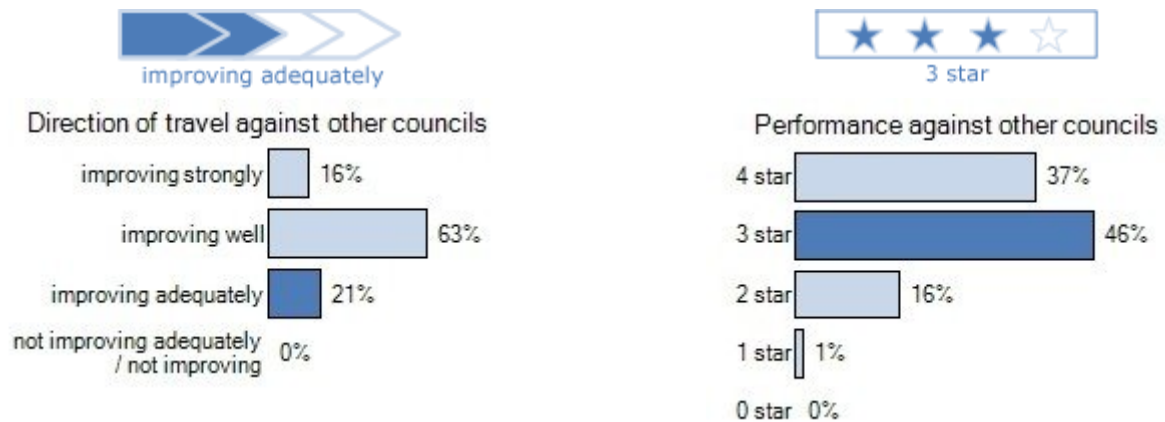 improving adequately
3 star
Direction of travel against other councils
improving strongly 16%
improving well 63%
improving adequately 21%
not improving adequately
/ not improving 0%
Performance against other councils
4 star 37%
3 star 46%
2 star 16%
1 star 1%
0 star 0%